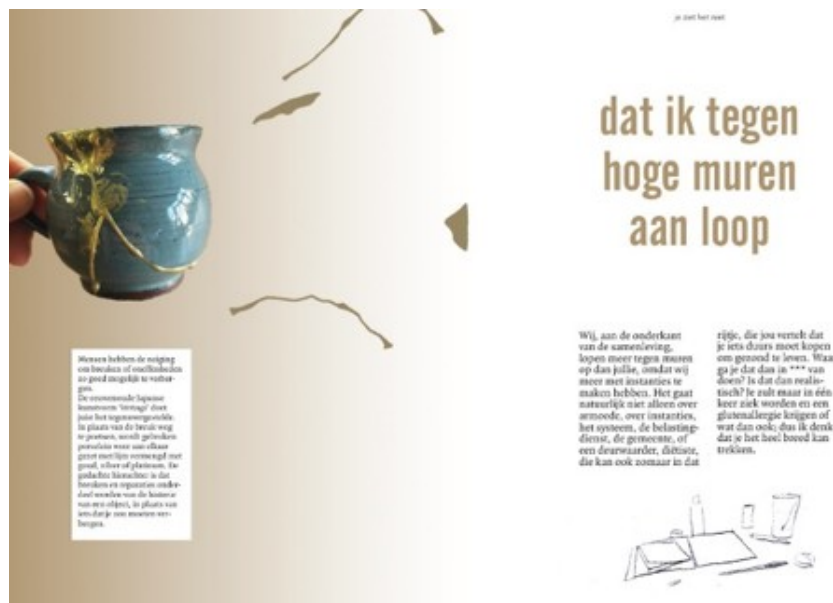 Mensen hebben de neiging
om breuken of oneffenheden
zo goed mogelijk te verber-
gen.
De eeuwenoude Japanse
kunstvorm 'kintsugi' doet
juist het tegenovergestelde.
In plaats van de breuk weg
te poetsen, wordt gebroken
porselein weer aan elkaar
gezet met lijm vermengd met
goud, zilver of platinum. De
gedachte hierachter is dat
breuken en reparaties onder-
deel worden van de historie
van een object, in plaats van
iets dat je zou moeten ver-
bergen.
je ziet het niet
dat ik tegen
hoge muren
aan loop
Wij, aan de onderkant
van de samenleving,
lopen meer tegen muren
op dan jullie, omdat wij
meer met instanties te
maken hebben. Het gaat
natuurlijk niet alleen over
armoede, over instanties,
het systeem, de belasting-
dienst, de gemeente, of
een deurwaarder, diëtiste,
die kan ook zomaar in dat
rijtje, die jou vertelt dat
je iets duurs moet kopen
om gezond te leven. Waar
ga je dat dan in *** van
doen? Is dat dan realis-
tisch? Je zult maar in één
keer ziek worden en een
glutenallergie krijgen of
wat dan ook; dus ik denk
dat je het heel breed kan
trekken.